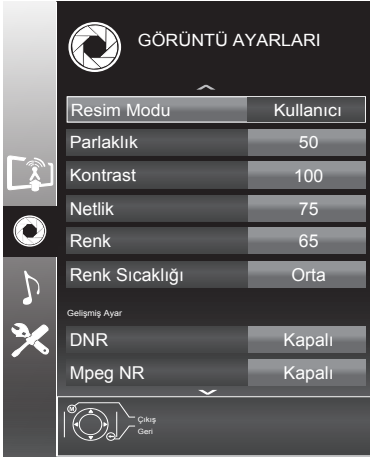 GÖRÜNTÜ AYARLARI
Resim Modu Kullanıcı
Parlaklık 50
Kontrast 100
Netlik 75
Renk 65
Renk Sıcaklığı Orta
Gelişmiş Ayar
DNR Kapalı
Mpeg NR Kapalı
M
Çıkış
Geri